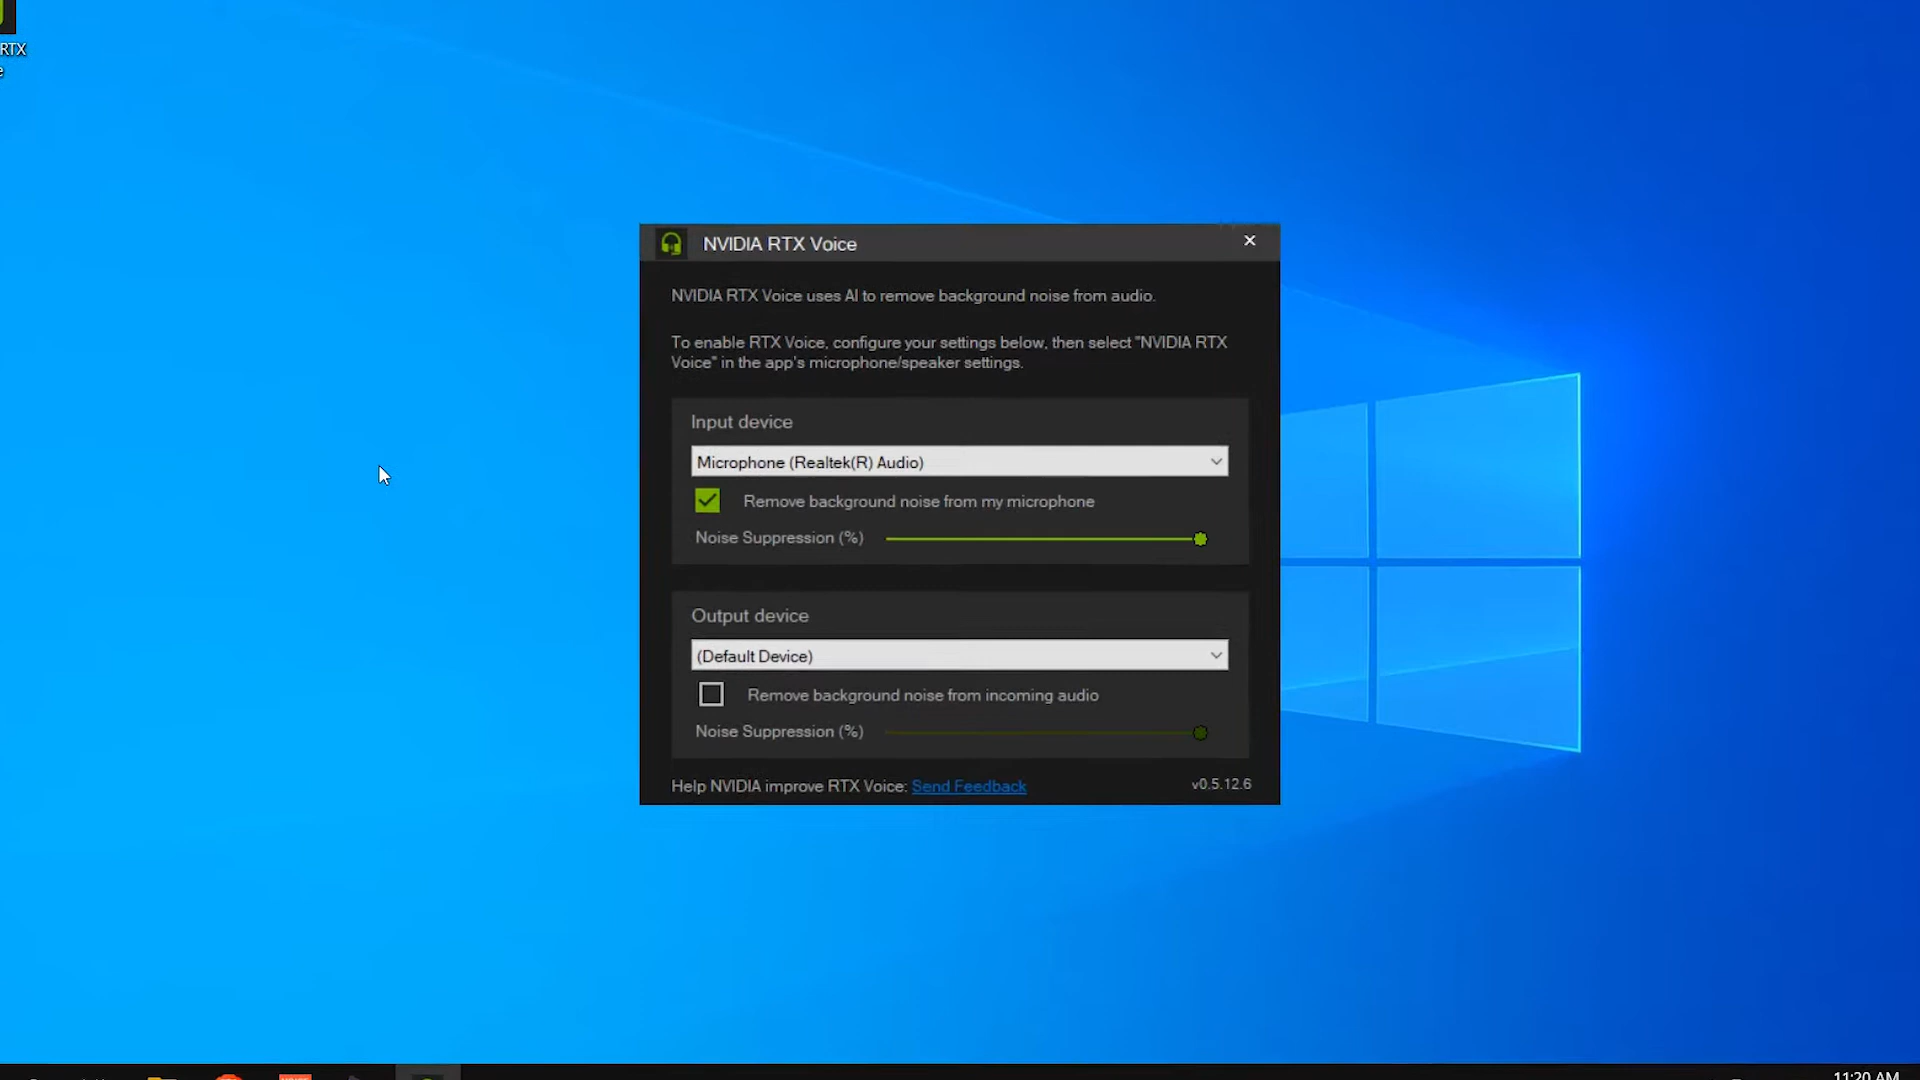 RTX
NVIDIA RTX Voice
NVIDIA RTX Voice uses AI to remove background noise from audio.
To enable RTX Voice, configure your settings below, then select "NVIDIA RTX
Voice" in the app's microphone/speaker settings.
Input device
Microphone (Realtek(R) Audio)
Remove background noise from my microphone
Noise Suppression (%)
Output device
(Default Device)
Remove background noise from incoming audio
Noise Suppression (%)
Help NVIDIA improve RTX Voice: Send Feedback
v0.5.12.6
11:20 AM